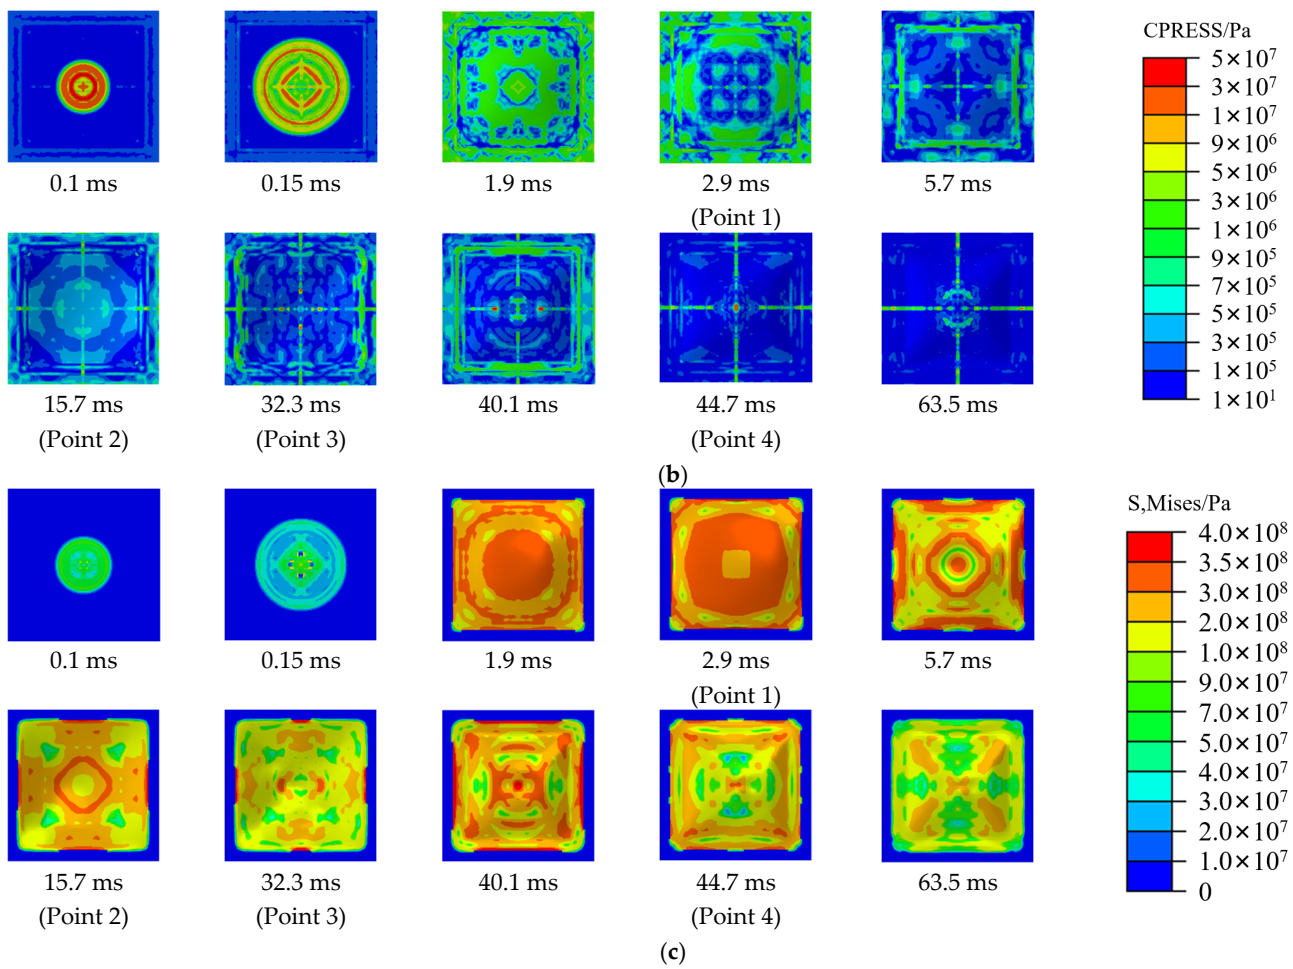 CPRESS/Pa
5×10⁷
3×10⁷
1×10⁷
9×10⁶
5×10⁶
3×10⁶
1×10⁶
9×10⁵
7×10⁵
5×10⁵
3×10⁵
1×10⁵
1×10¹
0.1 ms 0.15 ms 1.9 ms 2.9 ms 5.7 ms
(Point 1)
15.7 ms 32.3 ms 40.1 ms 44.7 ms 63.5 ms
(Point 2) (Point 3) (Point 4)
(b)
S,Mises/Pa
4.0×10⁸
3.5×10⁸
3.0×10⁸
2.0×10⁸
1.0×10⁸
9.0×10⁷
7.0×10⁷
5.0×10⁷
4.0×10⁷
3.0×10⁷
2.0×10⁷
1.0×10⁷
0
0.1 ms 0.15 ms 1.9 ms 2.9 ms 5.7 ms
(Point 1)
15.7 ms 32.3 ms 40.1 ms 44.7 ms 63.5 ms
(Point 2) (Point 3) (Point 4)
(c)